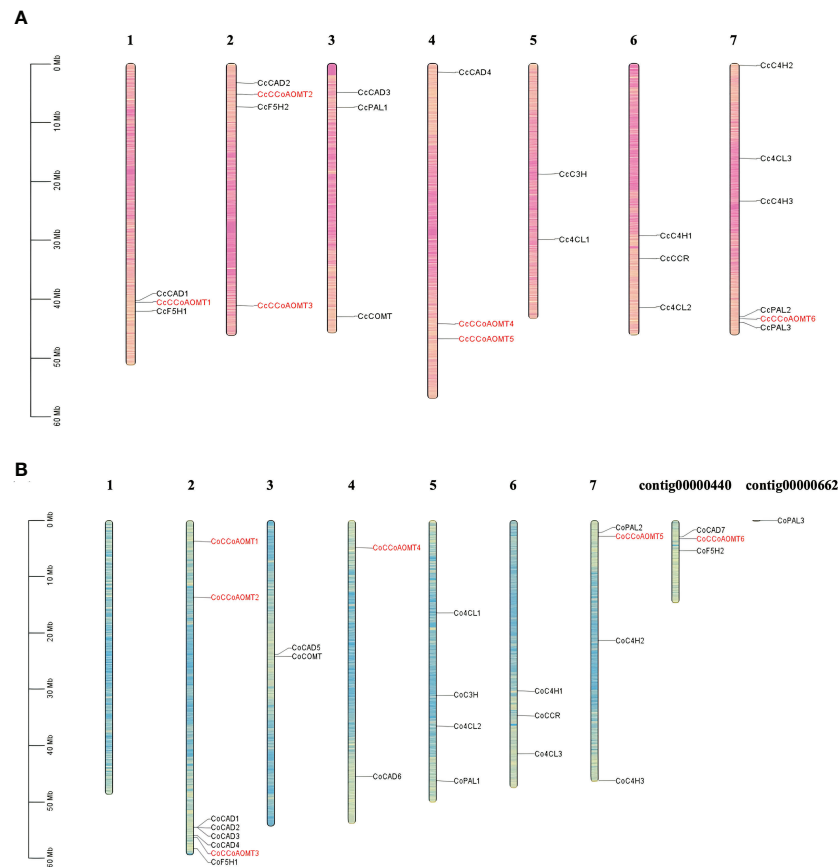 A
1 2 3 4 5 6 7
0 Mb
10 Mb
20 Mb
30 Mb
40 Mb
50 Mb
60 Mb
CcCAD1
CcCCoAOMT1
CcF5H1
CcCAD2
CcCCoAOMT2
CcF5H2
CcCCoAOMT3
CcCAD3
CcPAL1
CcCOMT
CcCAD4
CcCCoAOMT4
CcCCoAOMT5
CcC3H
Cc4CL1
CcC4H1
CcCCR
Cc4CL2
CcC4H2
Cc4CL3
CcC4H3
CcPAL2
CcCCoAOMT6
CcPAL3
B
1 2 3 4 5 6 7 contig00000440 contig00000662
0 Mb
10 Mb
20 Mb
30 Mb
40 Mb
50 Mb
60 Mb
CoCCoAOMT1
CoCCoAOMT2
CoCAD1
CoCAD2
CoCAD3
CoCAD4
CoCCoAOMT3
CoF5H1
CoCAD5
CoCOMT
CoCCoAOMT4
CoCAD6
Co4CL1
CoC3H
Co4CL2
CoPAL1
CoC4H1
CoCCR
Co4CL3
CoPAL2
CoCCoAOMT5
CoC4H2
CoC4H3
CoCAD7
CoCCoAOMT6
CoF5H2
CoPAL3